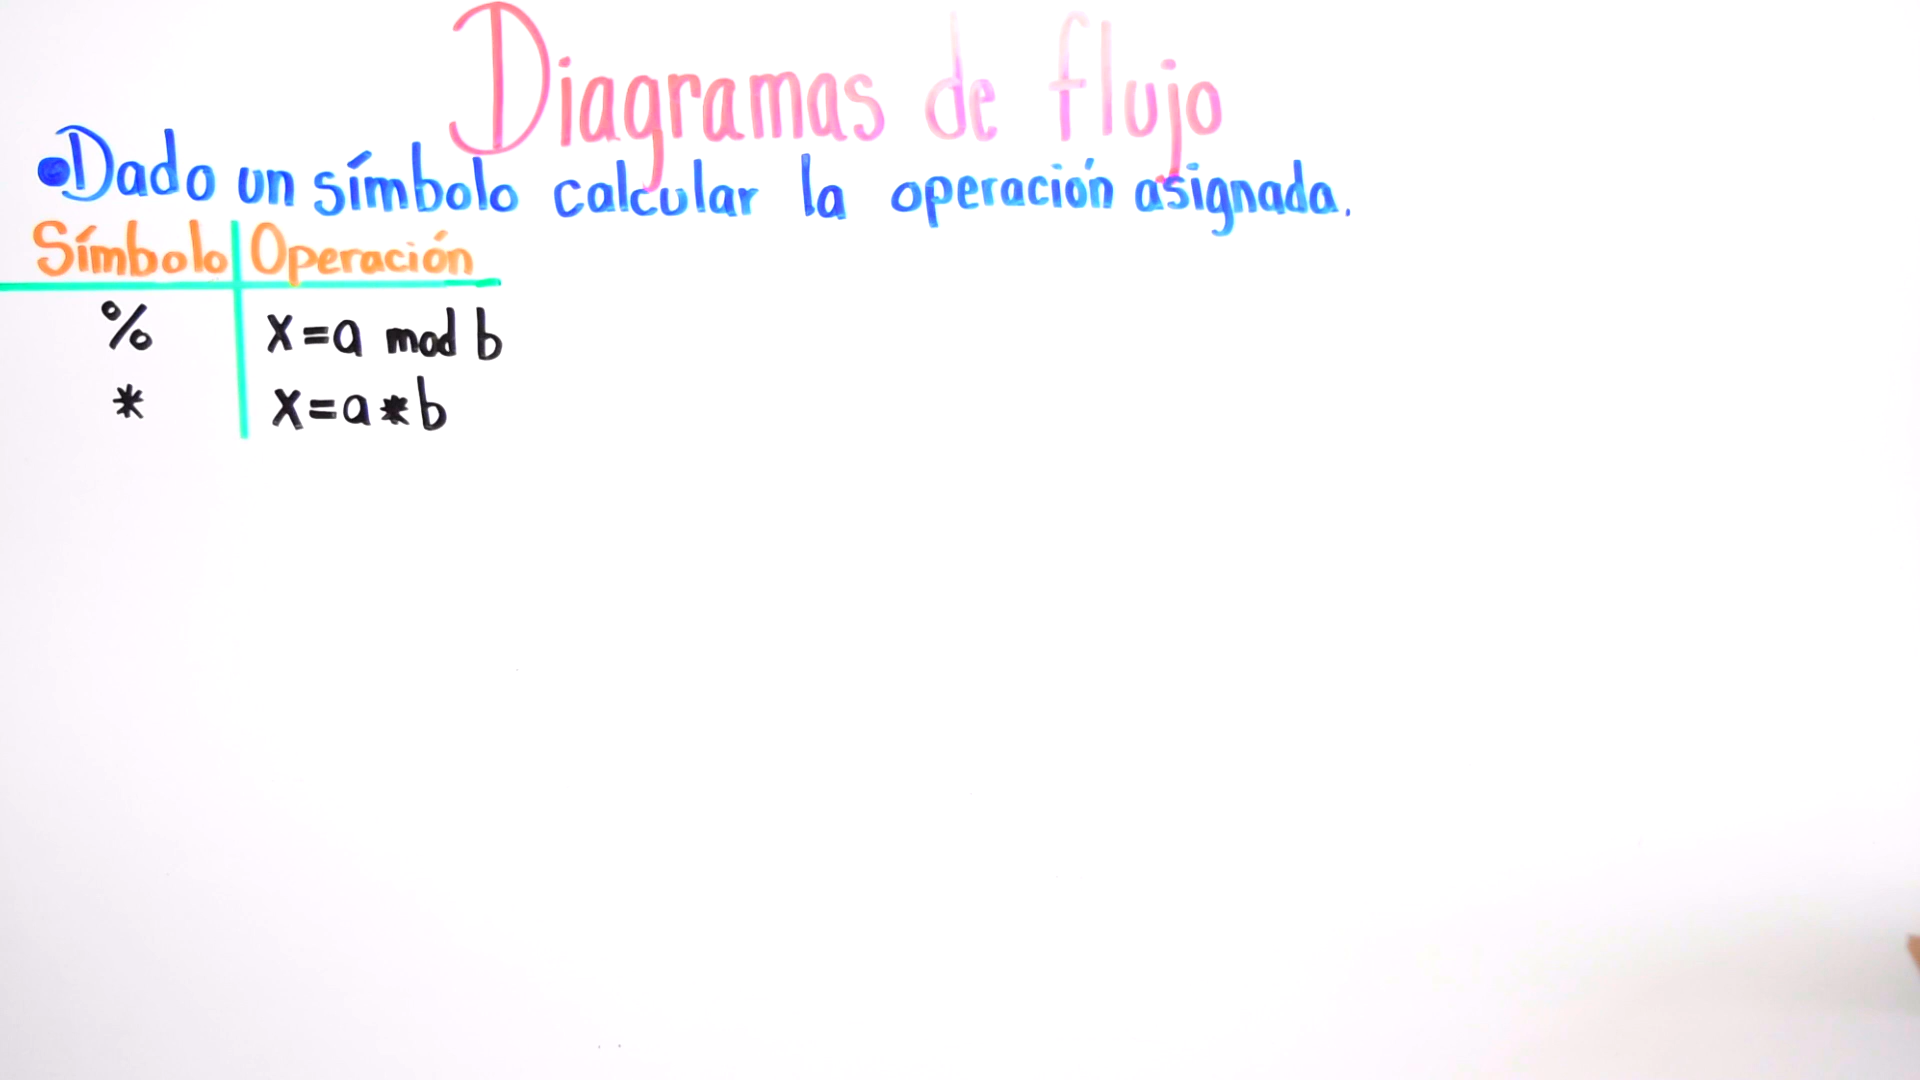 Diagramas de flujo
•Dado un símbolo calcular la operación asignada.
Símbolo Operación
% x=a mod b
* x=a*b